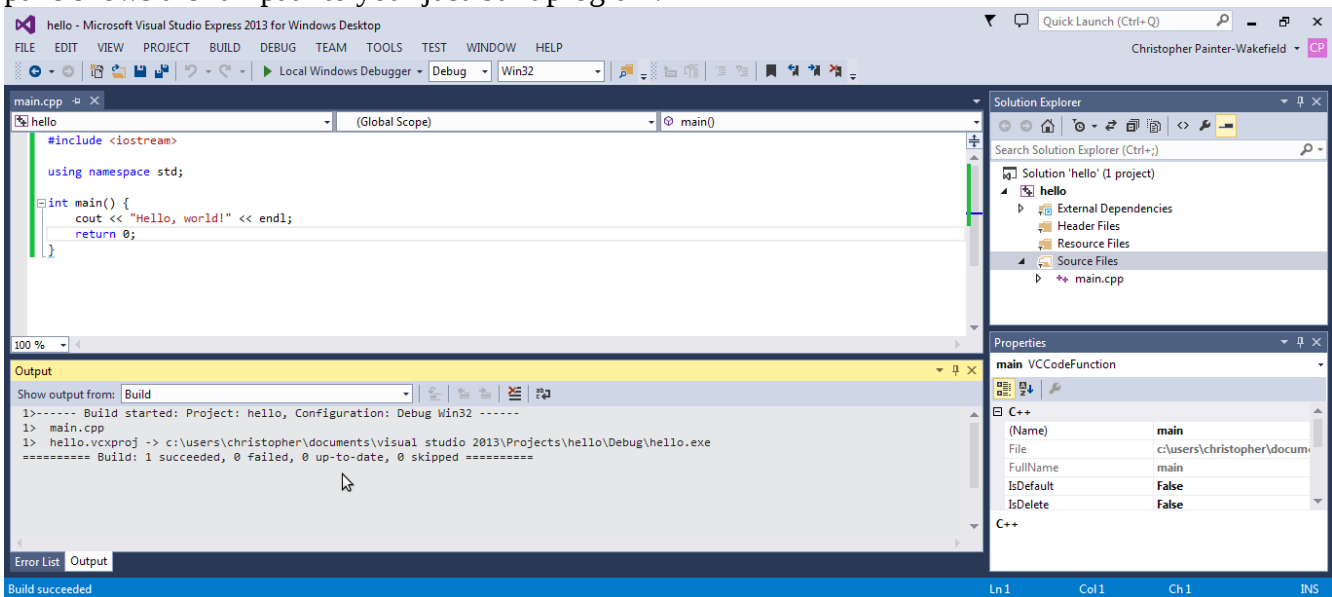 hello - Microsoft Visual Studio Express 2013 for Windows Desktop
Quick Launch (Ctrl+Q)
FILE EDIT VIEW PROJECT BUILD DEBUG TEAM TOOLS TEST WINDOW HELP
Christopher Painter-Wakefield CP
Local Windows Debugger Debug Win32
main.cpp
hello (Global Scope) main()
#include <iostream>
using namespace std;
int main() {
cout << "Hello, world!" << endl;
return 0;
}
100 %
Solution Explorer
Search Solution Explorer (Ctrl+;)
Solution 'hello' (1 project)
hello
External Dependencies
Header Files
Resource Files
Source Files
++ main.cpp
Output
Show output from: Build
1>------ Build started: Project: hello, Configuration: Debug Win32 ------
1> main.cpp
1> hello.vcxproj -> c:\users\christopher\documents\visual studio 2013\Projects\hello\Debug\hello.exe
========== Build: 1 succeeded, 0 failed, 0 up-to-date, 0 skipped ==========
Error List Output
Properties
main VCCodeFunction
C++
(Name) main
File c:\users\christopher\docum
FullName main
IsDefault False
IsDelete False
C++
Build succeeded Ln 1 Col 1 Ch 1 INS